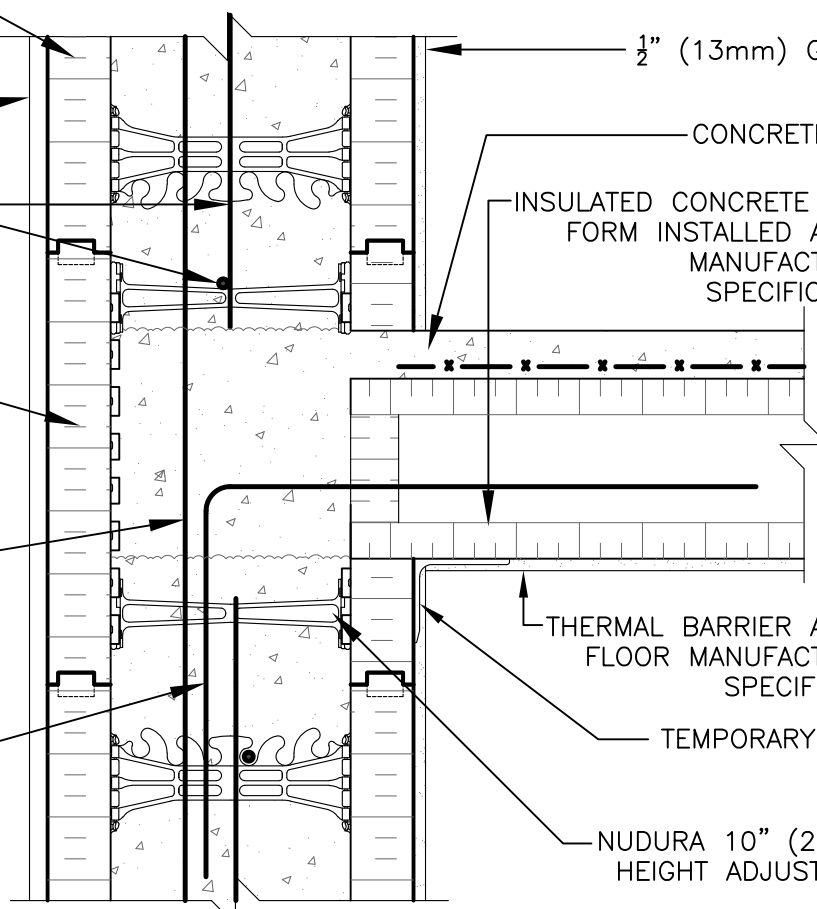 ½" (13mm) G
CONCRETE
INSULATED CONCRETE
FORM INSTALLED A
MANUFACT
SPECIFIC
THERMAL BARRIER A
FLOOR MANUFACT
SPECIF
TEMPORARY
NUDURA 10" (2
HEIGHT ADJUST